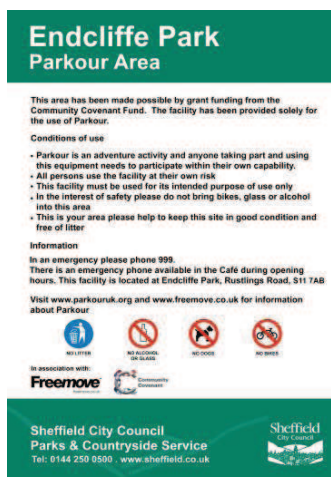 Endcliffe Park
Parkour Area
This area has been made possible by grant funding from the
Community Covenant Fund. The facility has been provided solely for
the use of Parkour.
Conditions of use
• Parkour is an adventure activity and anyone taking part and using
this equipment needs to participate within their own capability.
• All persons use the facility at their own risk
• This facility must be used for its intended purpose of use only
• In the interest of safety please do not bring bikes, glass or alcohol
into this area
• This is your area please help to keep this site in good condition and
free of litter
Information
In an emergency please phone 999.
There is an emergency phone available in the Café during opening
hours. This facility is located at Endcliffe Park, Rustlings Road, S11 7AB
Visit www.parkouruk.org and www.freemove.co.uk for information
about Parkour
NO LITTER
NO ALCOHOL
OR GLASS
NO DOGS
NO BIKES
In association with:
Freemove
Community
Covenant
Sheffield City Council
Parks & Countryside Service
Tel: 0144 250 0500 . www.sheffield.co.uk
Sheffield
City Council